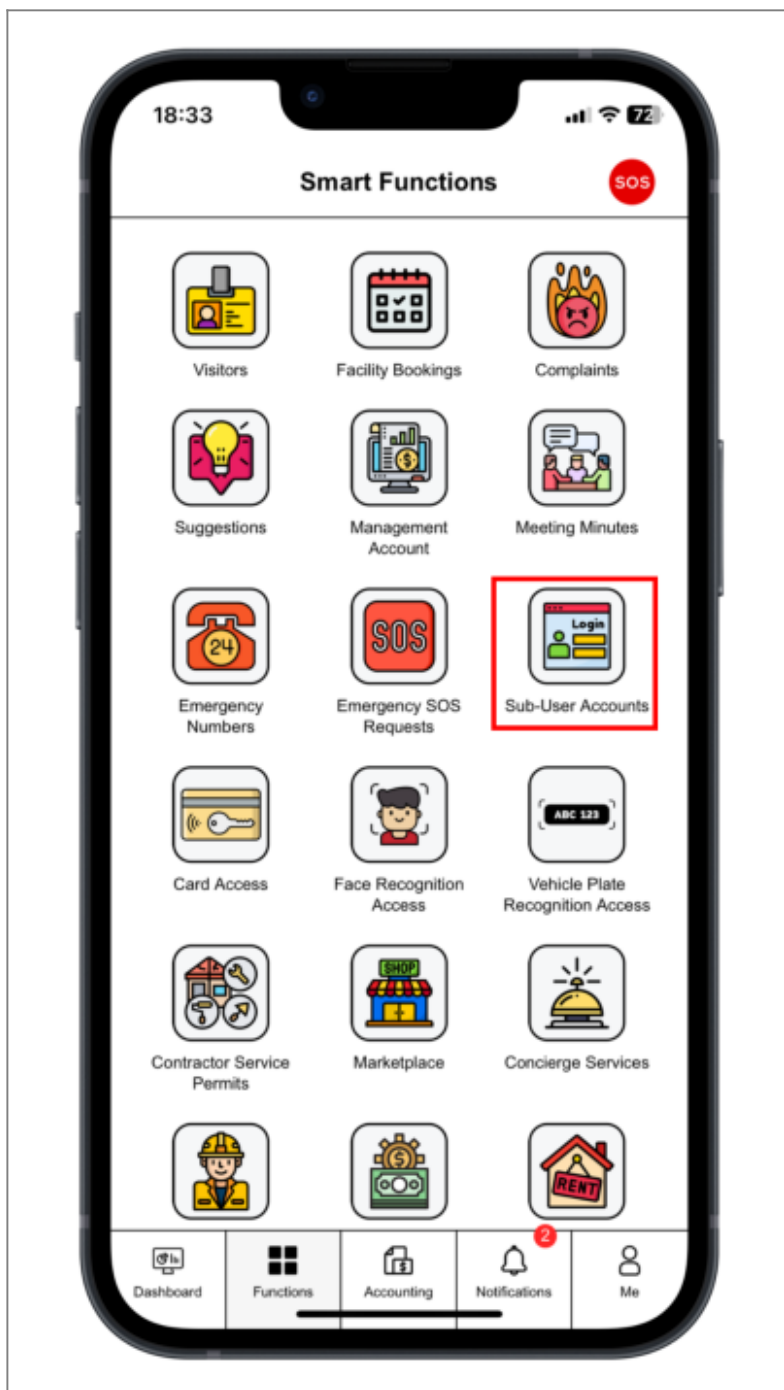 18:33
72
Smart Functions
SOS
Visitors
Facility Bookings
Complaints
Suggestions
Management
Account
Meeting Minutes
24
Emergency
Numbers
SOS
Emergency SOS
Requests
Login
Sub-User Accounts
Card Access
Face Recognition
Access
ABC 123
Vehicle Plate
Recognition Access
Contractor Service
Permits
SHOP
Marketplace
Concierge Services
RENT
Dashboard
Functions
Accounting
2
Notifications
Me